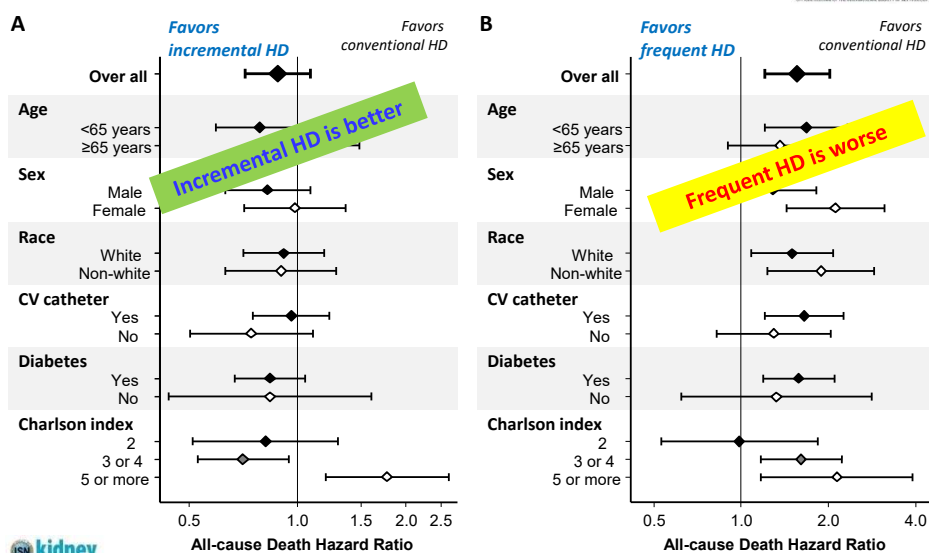 A
Favors
incremental HD
Favors
conventional HD
Over all
Age
<65 years
≥65 years
Sex
Male
Female
Race
White
Non-white
CV catheter
Yes
No
Diabetes
Yes
No
Charlson index
2
3 or 4
5 or more
Incremental HD is better
0.5 1.0 1.5 2.0 2.5
All-cause Death Hazard Ratio
B
Favors
frequent HD
Favors
conventional HD
Over all
Age
<65 years
≥65 years
Sex
Male
Female
Race
White
Non-white
CV catheter
Yes
No
Diabetes
Yes
No
Charlson index
2
3 or 4
5 or more
Frequent HD is worse
0.5 1.0 2.0 4.0
All-cause Death Hazard Ratio
ISN kidney